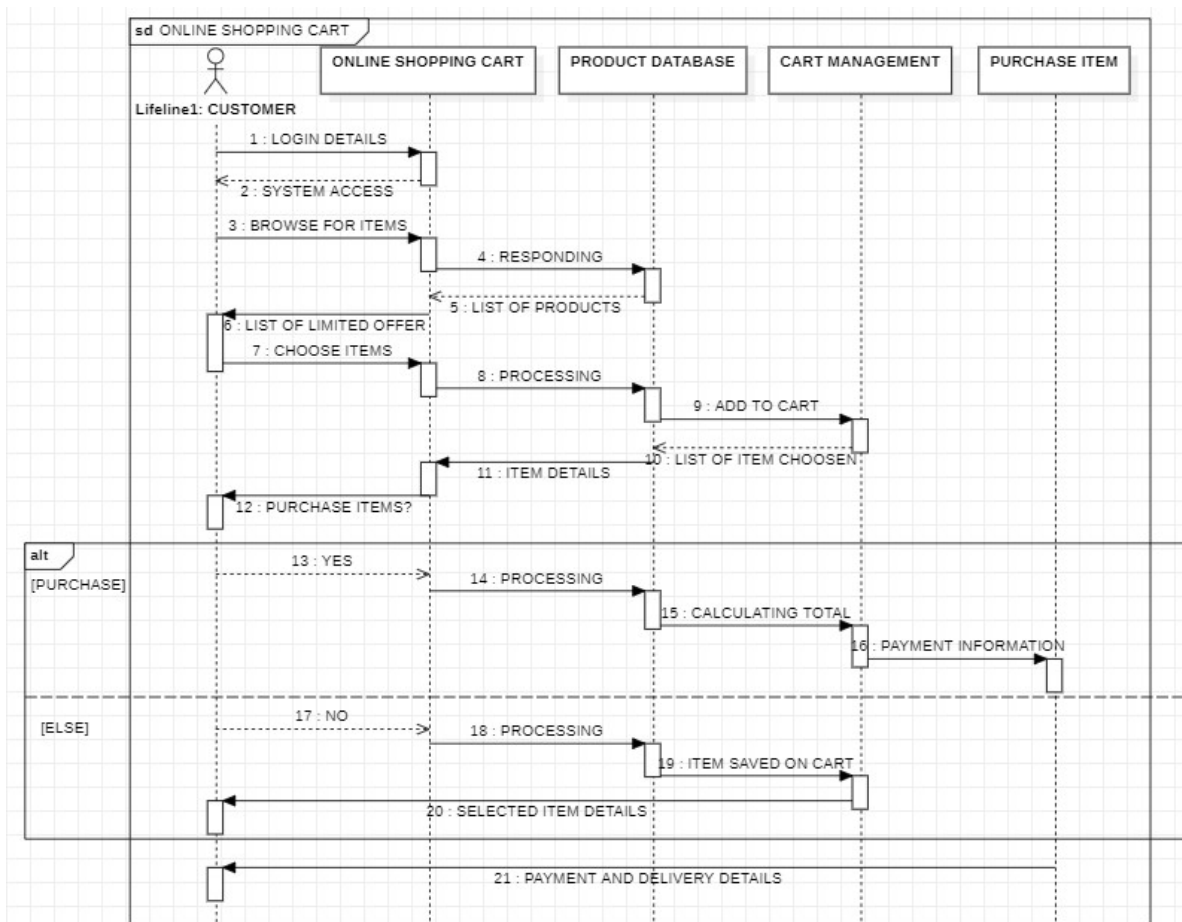 sd ONLINE SHOPPING CART
ONLINE SHOPPING CART
PRODUCT DATABASE
CART MANAGEMENT
PURCHASE ITEM
Lifeline1: CUSTOMER
1 : LOGIN DETAILS
2 : SYSTEM ACCESS
3 : BROWSE FOR ITEMS
4 : RESPONDING
5 : LIST OF PRODUCTS
6 : LIST OF LIMITED OFFER
7 : CHOOSE ITEMS
8 : PROCESSING
9 : ADD TO CART
10 : LIST OF ITEM CHOOSEN
11 : ITEM DETAILS
12 : PURCHASE ITEMS?
alt
[PURCHASE]
13 : YES
14 : PROCESSING
15 : CALCULATING TOTAL
16 : PAYMENT INFORMATION
[ELSE]
17 : NO
18 : PROCESSING
19 : ITEM SAVED ON CART
20 : SELECTED ITEM DETAILS
21 : PAYMENT AND DELIVERY DETAILS